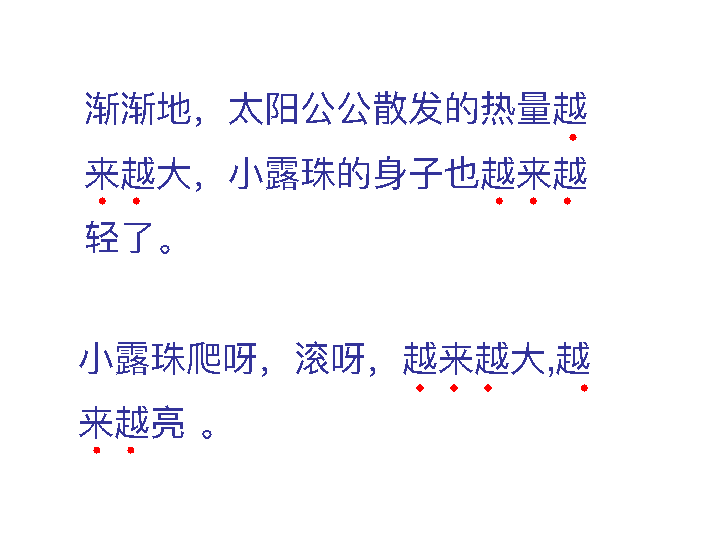 渐渐地，太阳公公散发的热量越
来越大，小露珠的身子也越来越
轻了。
小露珠爬呀，滚呀，越来越大,越
来越亮 。